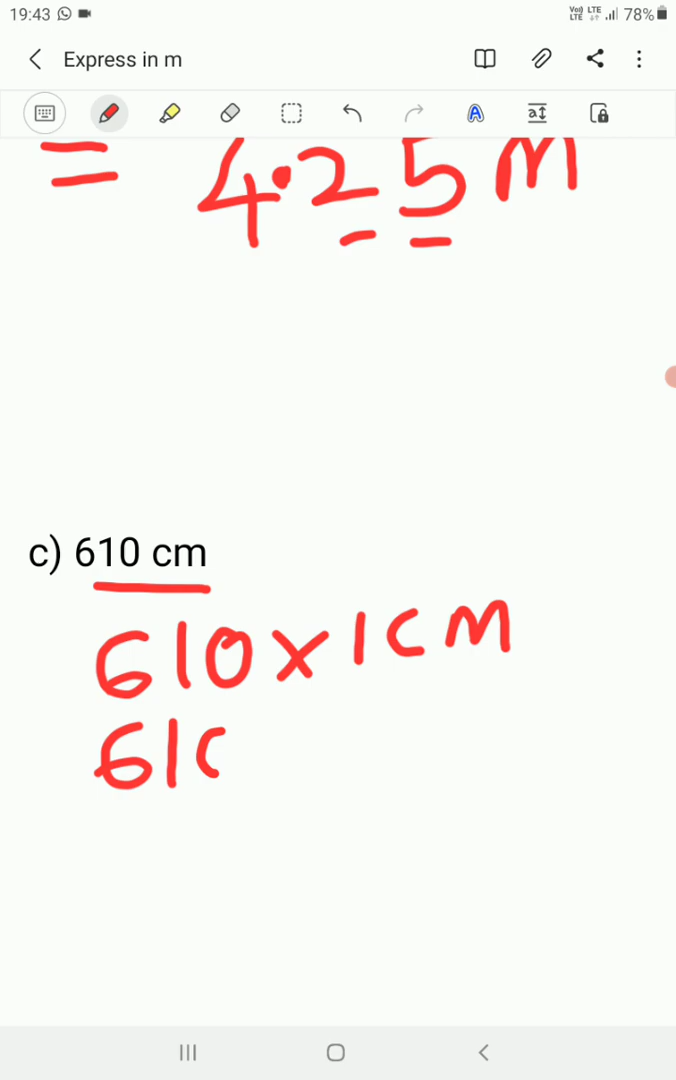 19:43 78%
Express in m
= 4.25 m
c) 610 cm
610 x 1 cm
61